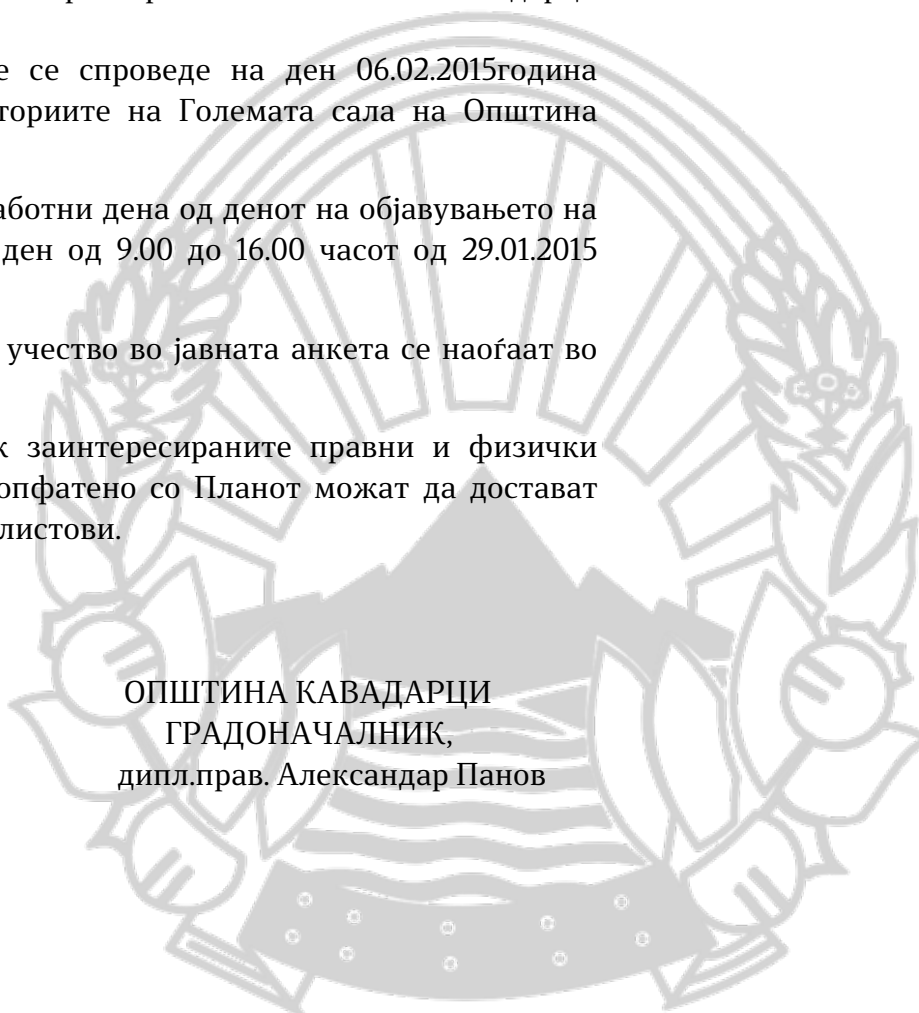 е се спроведе на ден 06.02.2015година
ториите на Големата сала на Општина
аботни дена од денот на објавувањето на
ден од 9.00 до 16.00 часот од 29.01.2015
учество во јавната анкета се наоѓаат во
к заинтересираните правни и физички
опфатено со Планот можат да достават
листови.
ОПШТИНА КАВАДАРЦИ
ГРАДОНАЧАЛНИК,
дипл.прав. Александар Панов